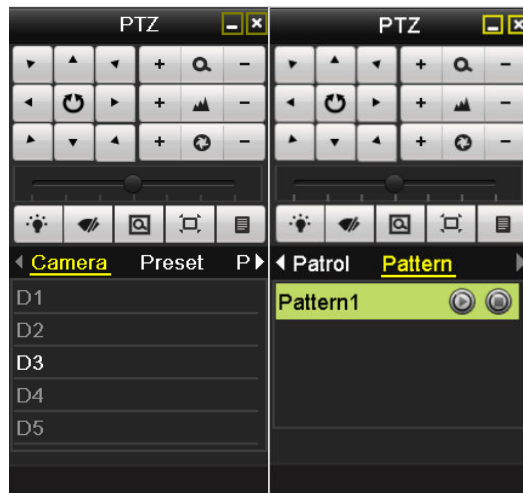 PTZ
Camera Preset P
D1
D2
D3
D4
D5
PTZ
Patrol Pattern
Pattern1